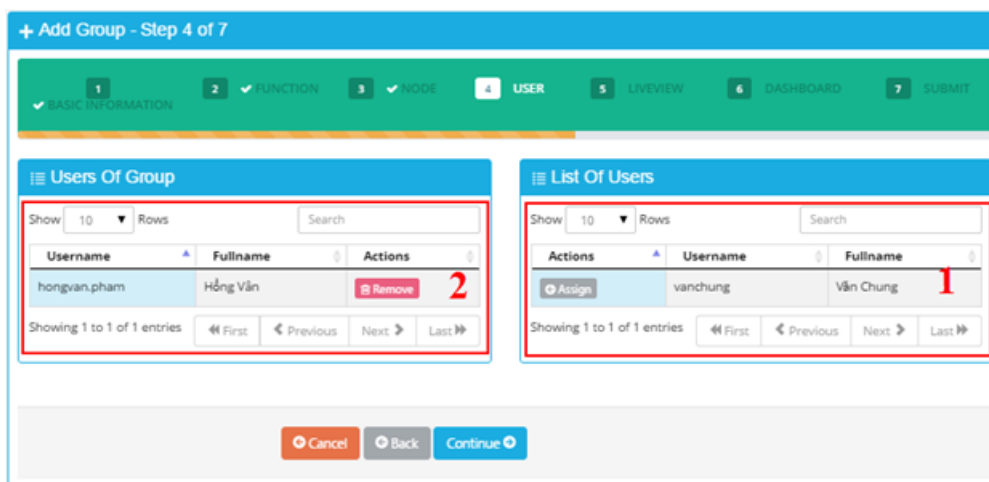 Add Group - Step 4 of 7
1 BASIC INFORMATION
2 FUNCTION
3 NODE
4 USER
5 LIVEVIEW
6 DASHBOARD
7 SUBMIT
Users Of Group
Show 10 Rows Search
Username Fullname Actions
hongvan.pham Hồng Vân Remove 2
Showing 1 to 1 of 1 entries First Previous Next Last
List Of Users
Show 10 Rows Search
Actions Username Fullname
Assign vanchung Văn Chung 1
Showing 1 to 1 of 1 entries First Previous Next Last
Cancel Back Continue